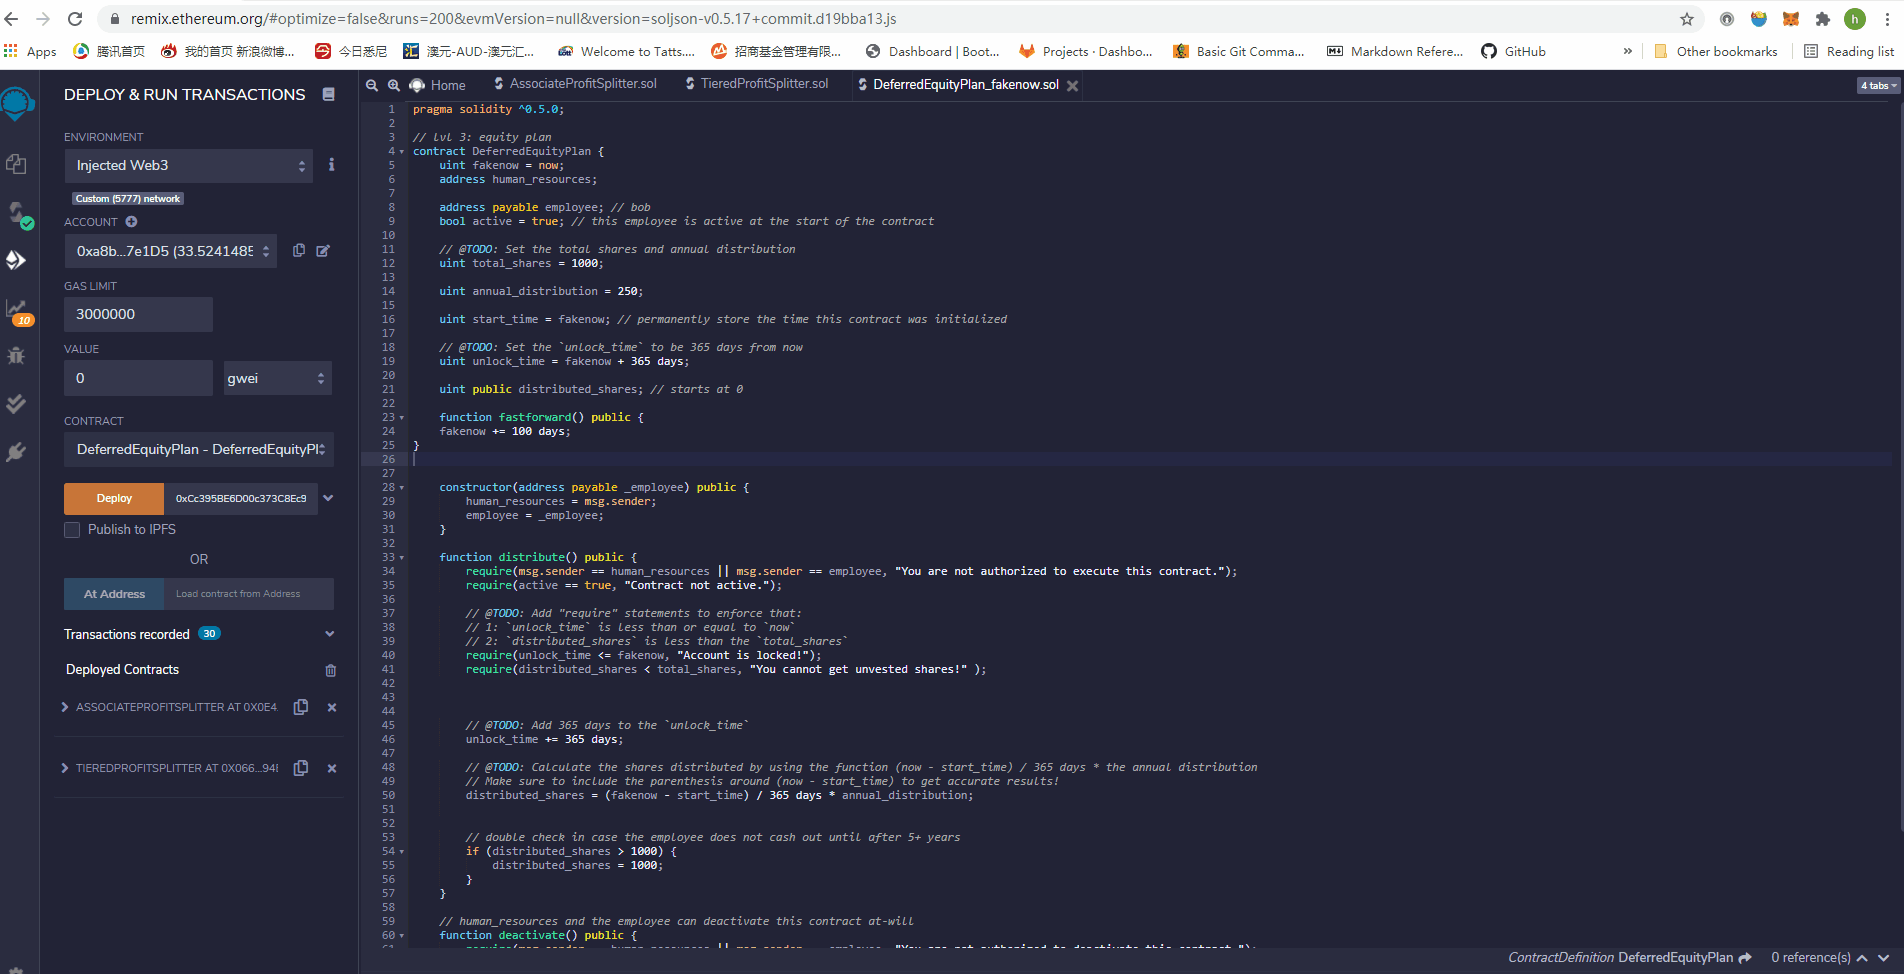 remix.ethereum.org/#optimize=false&runs=200&evmVersion=null&version=soljson-v0.5.17+commit.d19bba13.js
h
Apps 腾讯首页 我的首页 新浪微博... 今日悉尼 澳元-AUD-澳元汇... Welcome to Tatts.... 招商基金管理有限... Dashboard | Boot... Projects · Dashbo... Basic Git Comma... Markdown Refere... GitHub » Other bookmarks Reading list
DEPLOY & RUN TRANSACTIONS
ENVIRONMENT
Injected Web3
Custom (5777) network
ACCOUNT
0xa8b...7e1D5 (33.5241485
GAS LIMIT
3000000
VALUE
0 gwei
CONTRACT
DeferredEquityPlan - DeferredEquityPl
Deploy 0xCc395BE6D00c373C8Ec9
Publish to IPFS
OR
At Address Load contract from Address
Transactions recorded 30
Deployed Contracts
ASSOCIATEPROFITSPLITTER AT 0X0E4
TIEREDPROFITSPLITTER AT 0X066...94E
10
Home AssociateProfitSplitter.sol TieredProfitSplitter.sol DeferredEquityPlan_fakenow.sol 4 tabs
1 pragma solidity ^0.5.0;
2
3 // lvl 3: equity plan
4 contract DeferredEquityPlan {
5 uint fakenow = now;
6 address human_resources;
7
8 address payable employee; // bob
9 bool active = true; // this employee is active at the start of the contract
10
11 // @TODO: Set the total shares and annual distribution
12 uint total_shares = 1000;
13
14 uint annual_distribution = 250;
15
16 uint start_time = fakenow; // permanently store the time this contract was initialized
17
18 // @TODO: Set the `unlock_time` to be 365 days from now
19 uint unlock_time = fakenow + 365 days;
20
21 uint public distributed_shares; // starts at 0
22
23 function fastforward() public {
24 fakenow += 100 days;
25 }
26
27
28 constructor(address payable _employee) public {
29 human_resources = msg.sender;
30 employee = _employee;
31 }
32
33 function distribute() public {
34 require(msg.sender == human_resources || msg.sender == employee, "You are not authorized to execute this contract.");
35 require(active == true, "Contract not active.");
36
37 // @TODO: Add "require" statements to enforce that:
38 // 1: `unlock_time` is less than or equal to `now`
39 // 2: `distributed_shares` is less than the `total_shares`
40 require(unlock_time <= fakenow, "Account is locked!");
41 require(distributed_shares < total_shares, "You cannot get unvested shares!" );
42
43
44
45 // @TODO: Add 365 days to the `unlock_time`
46 unlock_time += 365 days;
47
48 // @TODO: Calculate the shares distributed by using the function (now - start_time) / 365 days * the annual distribution
49 // Make sure to include the parenthesis around (now - start_time) to get accurate results!
50 distributed_shares = (fakenow - start_time) / 365 days * annual_distribution;
51
52
53 // double check in case the employee does not cash out until after 5+ years
54 if (distributed_shares > 1000) {
55 distributed_shares = 1000;
56 }
57 }
58
59 // human_resources and the employee can deactivate this contract at-will
60 function deactivate() public {
61 require(msg.sender == human_resources || msg.sender == employee, "You are not authorized to deactivate this contract.");
ContractDefinition DeferredEquityPlan 0 reference(s)